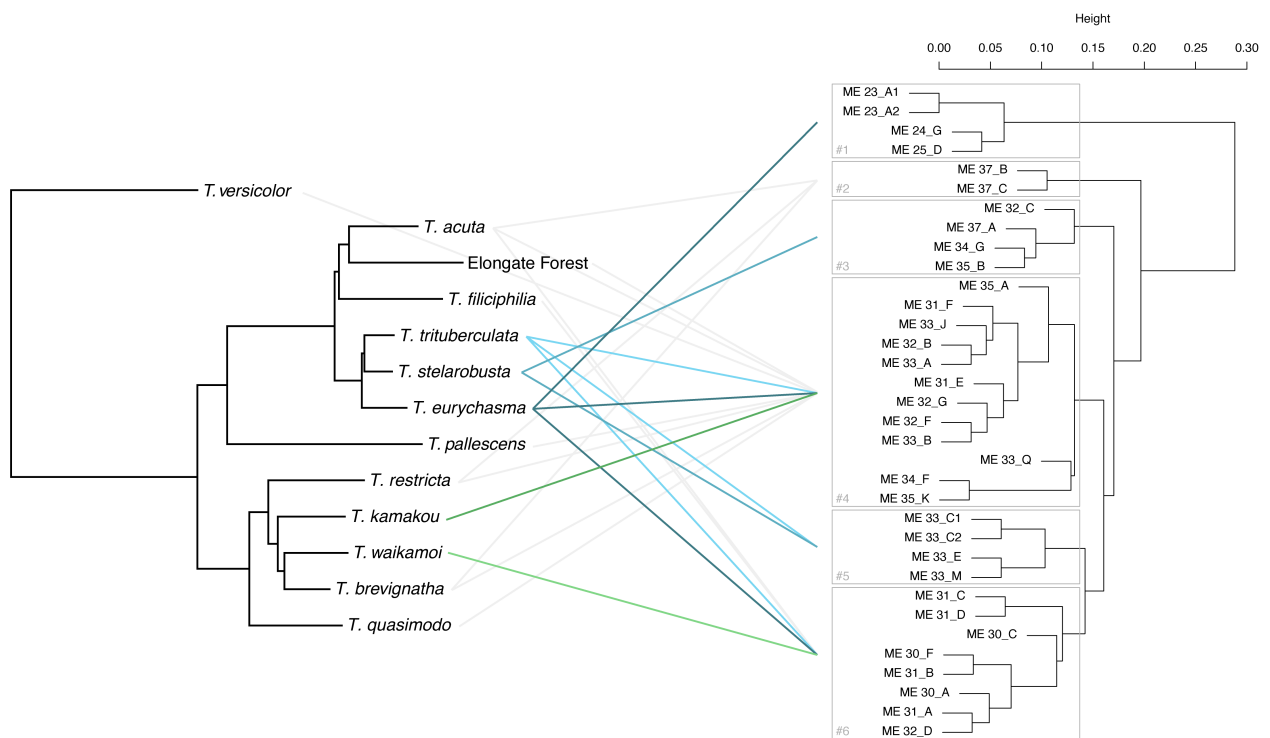 Height
0.00 0.05 0.10 0.15 0.20 0.25 0.30
T. versicolor
T. acuta
Elongate Forest
T. filiciphilia
T. trituberculata
T. stelarobusta
T. eurychasma
T. pallescens
T. restricta
T. kamakou
T. waikamoi
T. brevignatha
T. quasimodo
ME 23_A1
ME 23_A2
ME 24_G
ME 25_D
#1
ME 37_B
ME 37_C
#2
ME 32_C
ME 37_A
ME 34_G
ME 35_B
#3
ME 35_A
ME 31_F
ME 33_J
ME 32_B
ME 33_A
ME 31_E
ME 32_G
ME 32_F
ME 33_B
ME 33_Q
ME 34_F
ME 35_K
#4
ME 33_C1
ME 33_C2
ME 33_E
ME 33_M
#5
ME 31_C
ME 31_D
ME 30_C
ME 30_F
ME 31_B
ME 30_A
ME 31_A
ME 32_D
#6